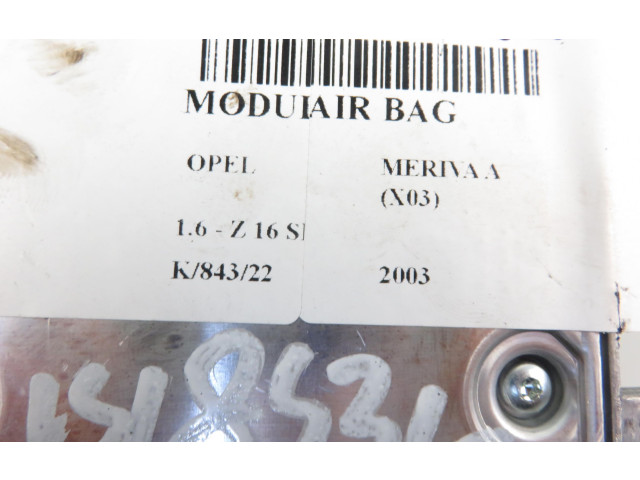 MODULAIR BAG
OPEL MERIVA A
(X03)
1.6 - Z 16 SE
K/843/22 2003